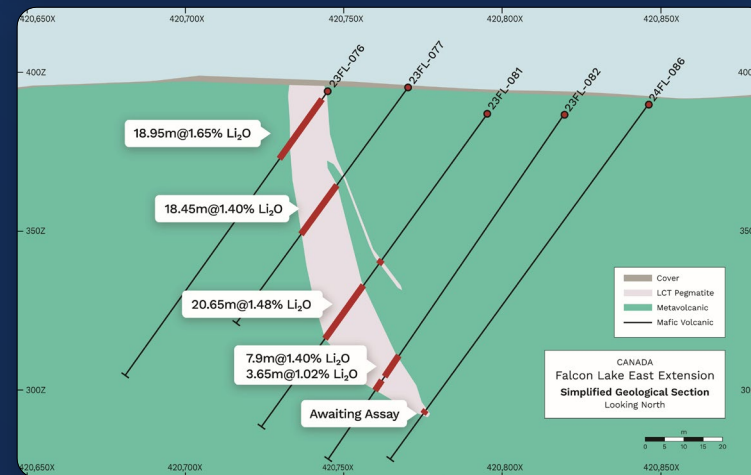 420,650X
420,700X
420,750X
420,800X
420,850X
400Z
400
23FL-076
23FL-077
23FL-081
23FL-082
24FL-086
18.95m@1.65% Li₂O
18.45m@1.40% Li₂O
350Z
350
20.65m@1.48% Li₂O
7.9m@1.40% Li₂O
3.65m@1.02% Li₂O
Awaiting Assay
Cover
LCT Pegmatite
Metavolcanic
Mafic Volcanic
CANADA
Falcon Lake East Extension
Simplified Geological Section
Looking North
300Z
300
m
0 5 10 15 20
420,650X
420,700X
420,750X
420,800X
420,850X